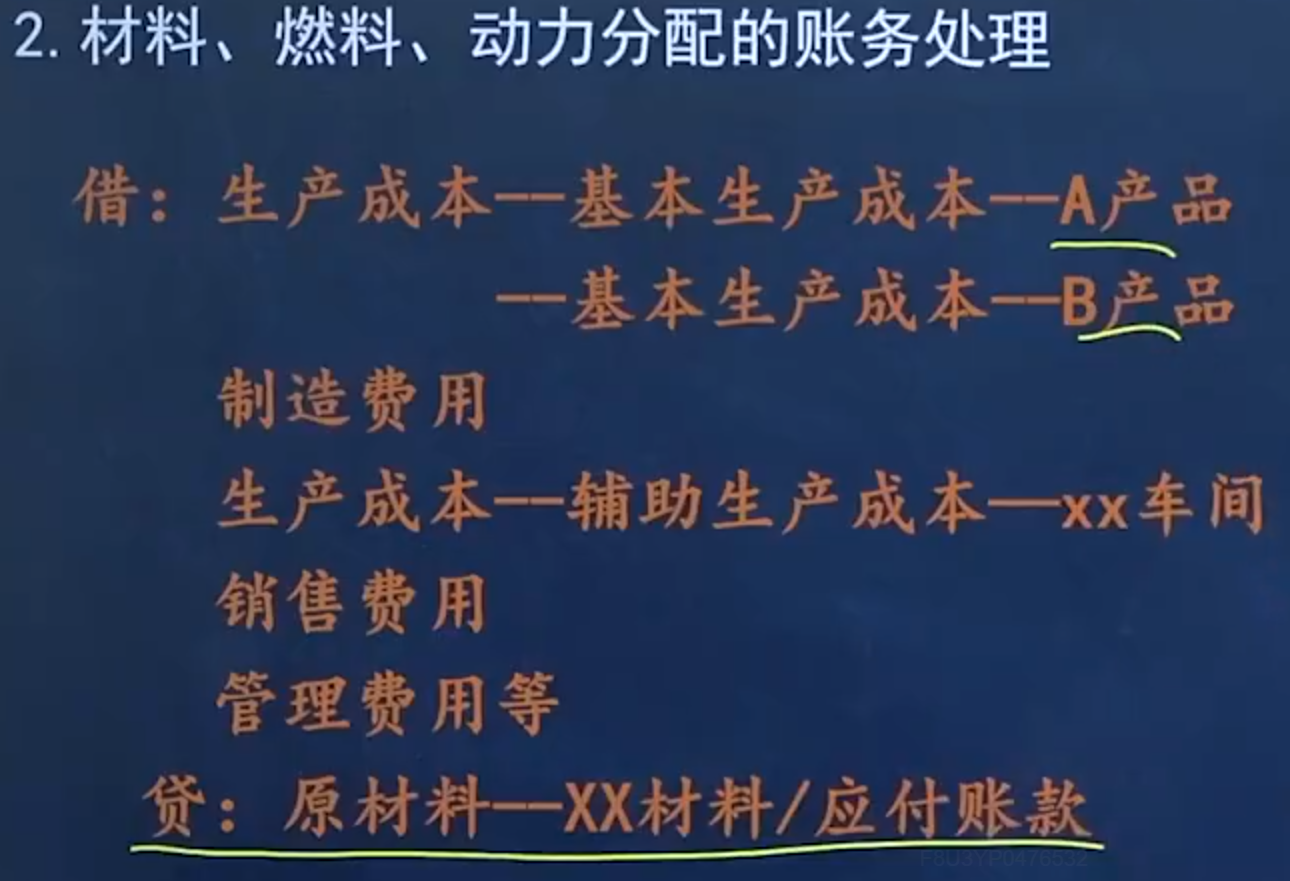 2. 材料、燃料、动力分配的账务处理
借：生产成本——基本生产成本——A产品
——基本生产成本——B产品
制造费用
生产成本——辅助生产成本——xx车间
销售费用
管理费用等
贷：原材料——XX材料/应付账款
F8D3YP0476532